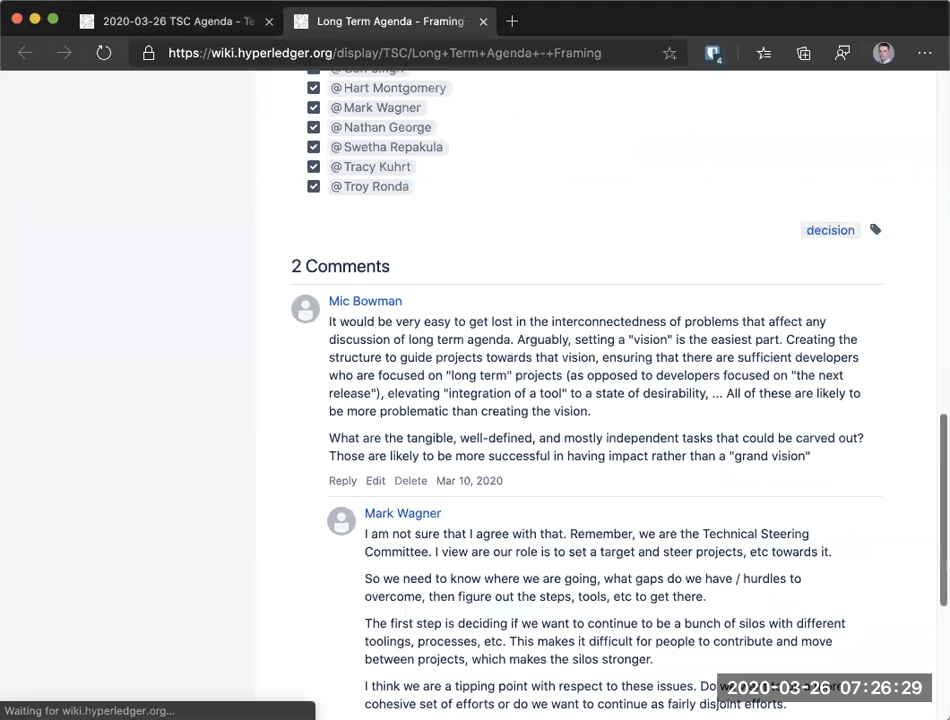 2020-03-26 TSC Agenda - Te
Long Term Agenda - Framing
https://wiki.hyperledger.org/display/TSC/Long+Term+Agenda+-+Framing
4
@Hart Montgomery
@Mark Wagner
@Nathan George
@Swetha Repakula
@Tracy Kuhrt
@Troy Ronda
decision
2 Comments
Mic Bowman
It would be very easy to get lost in the interconnectedness of problems that affect any
discussion of long term agenda. Arguably, setting a "vision" is the easiest part. Creating the
structure to guide projects towards that vision, ensuring that there are sufficient developers
who are focused on "long term" projects (as opposed to developers focused on "the next
release"), elevating "integration of a tool" to a state of desirability, ... All of these are likely to
be more problematic than creating the vision.
What are the tangible, well-defined, and mostly independent tasks that could be carved out?
Those are likely to be more successful in having impact rather than a "grand vision"
Reply Edit Delete Mar 10, 2020
Mark Wagner
I am not sure that I agree with that. Remember, we are the Technical Steering
Committee. I view are our role is to set a target and steer projects, etc towards it.
So we need to know where we are going, what gaps do we have / hurdles to
overcome, then figure out the steps, tools, etc to get there.
The first step is deciding if we want to continue to be a bunch of silos with different
toolings, processes, etc. This makes it difficult for people to contribute and move
between projects, which makes the silos stronger.
I think we are a tipping point with respect to these issues. Do
cohesive set of efforts or do we want to continue as fairly disjoint efforts.
2020-03-26 07:26:29
Waiting for wiki.hyperledger.org...